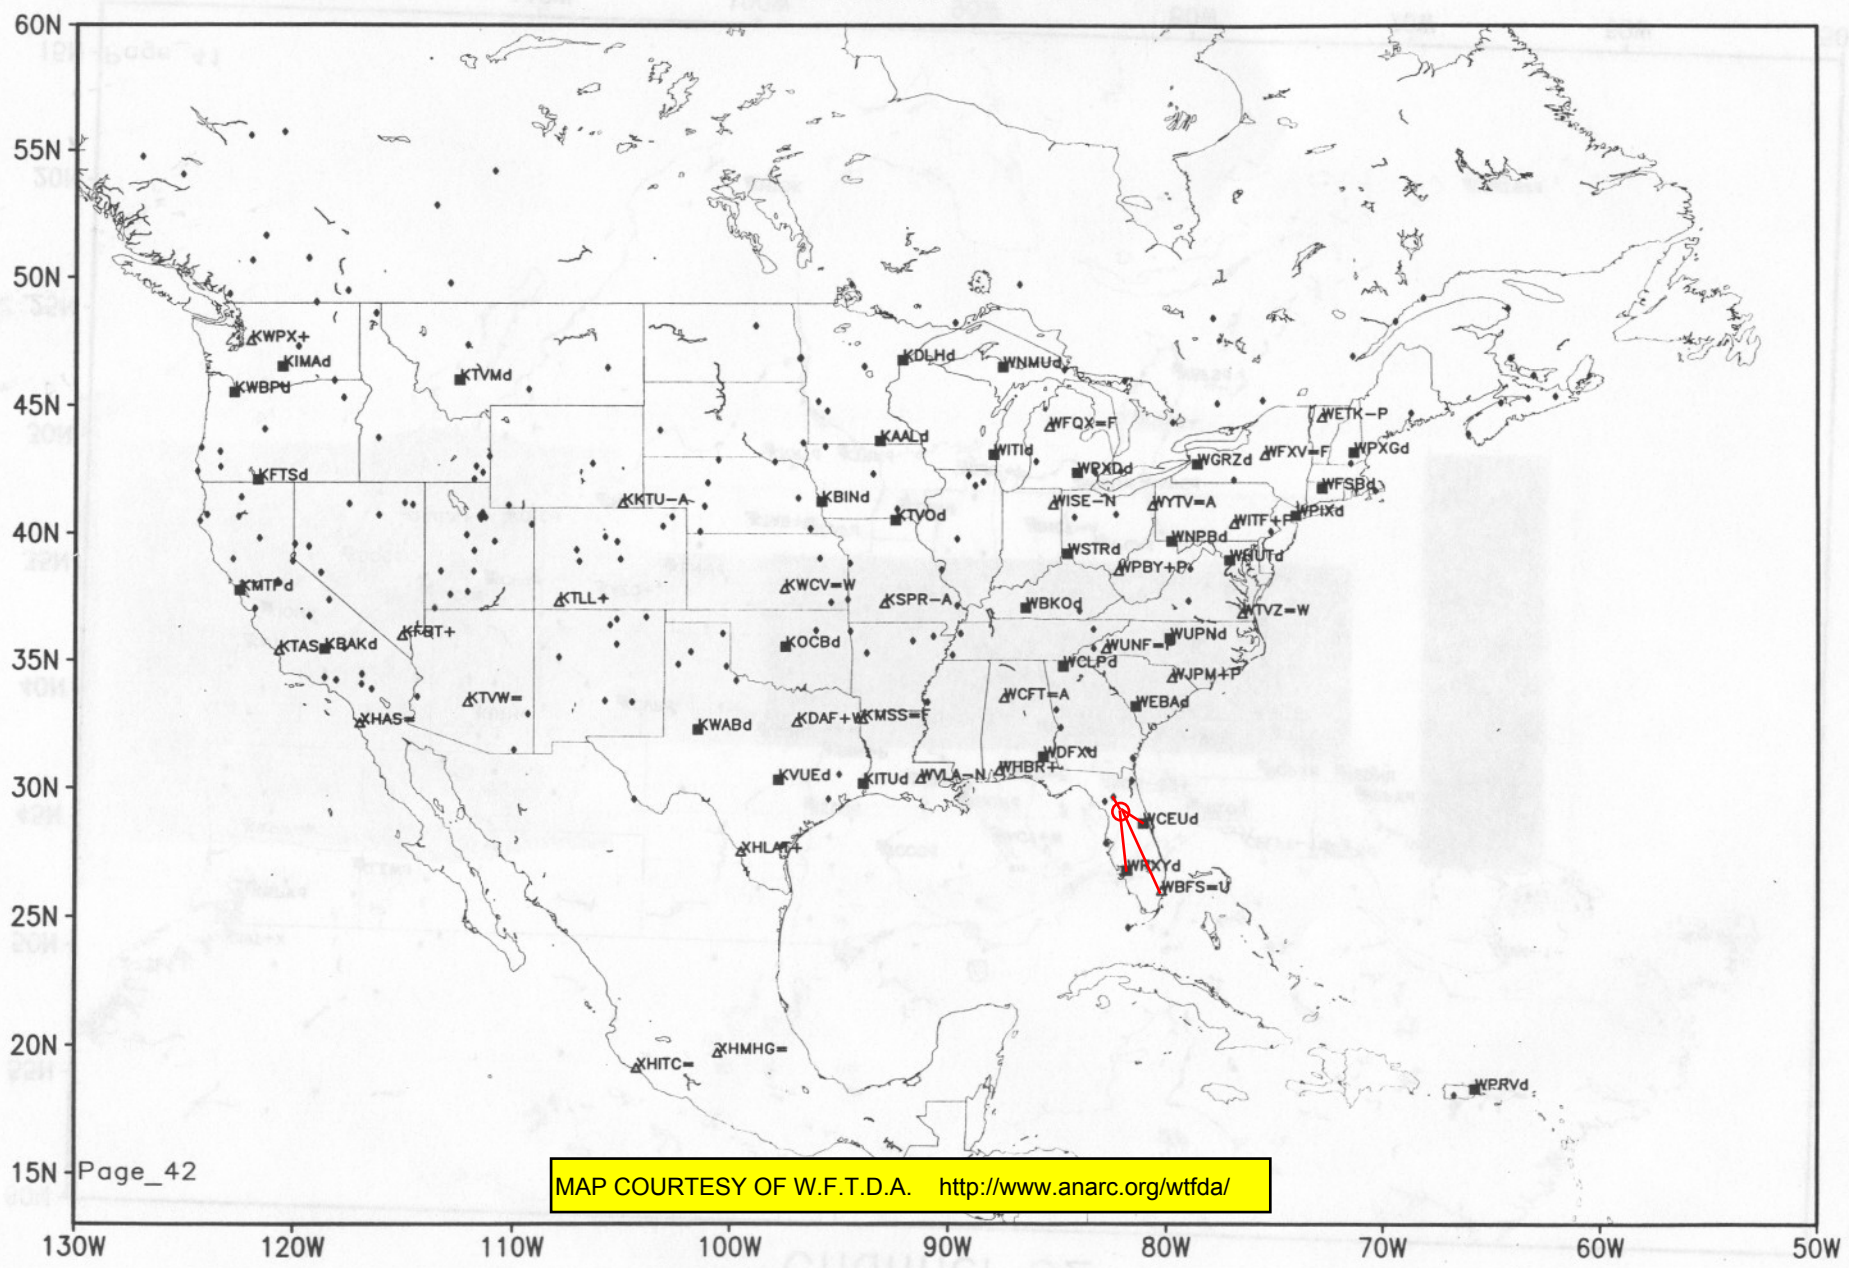 60N
55N
50N
45N
40N
35N
30N
25N
20N
15N
KWPX+
KIMAd
KWBPd
KTVMd
KDLHd
WNMUd
WETK-P
WFQX=F
KAALd
WITId
WPXDd
WGRZd
WFXV=F
WPXGd
KFTSd
KKTU-A
KBINd
KTVOd
WISE-N
WYTV=A
WFSBd
WITF+P
WPIXd
WNPBd
WSTRd
WHUTd
WPBY+P
KMTPd
KTLL+
KWCV=W
KSPR-A
WBKOd
WTVZ=W
KFBT+
KTAS
KBAKd
KOCBd
WUPNd
WUNF=P
WCLPd
WJPM+P
KTVW=
XHAS=
KWABd
KDAF+W
KMSS=F
WCFT=A
WEBAd
WDFXd
KVUEd
KITUd
WVLA-N
WHBR+
WCEUd
XHLAT+
WBFS=U
XHMHG=
XHITC=
WPRVd
Page_42
MAP COURTESY OF W.F.T.D.A. http://www.anarc.org/wtfda/
130W 120W 110W 100W 90W 80W 70W 60W 50W